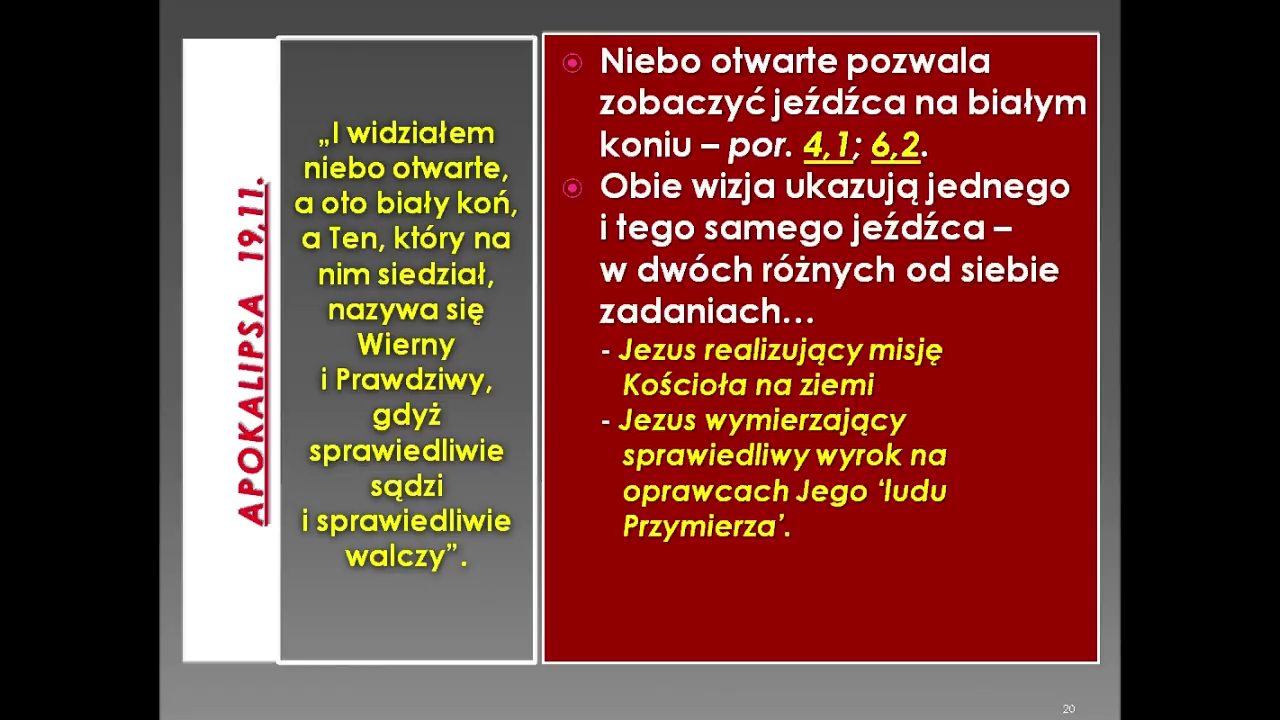 APOKALIPSA 19,11.
„I widziałem
niebo otwarte,
a oto biały koń,
a Ten, który na
nim siedział,
nazywa się
Wierny
i Prawdziwy,
gdyż
sprawiedliwie
sądzi
i sprawiedliwie
walczy”.
Niebo otwarte pozwala
zobaczyć jeźdźca na białym
koniu – por. 4,1; 6,2.
Obie wizja ukazują jednego
i tego samego jeźdźca –
w dwóch różnych od siebie
zadaniach…
- Jezus realizujący misję
Kościoła na ziemi
- Jezus wymierzający
sprawiedliwy wyrok na
oprawcach Jego ‘ludu
Przymierza’.
20